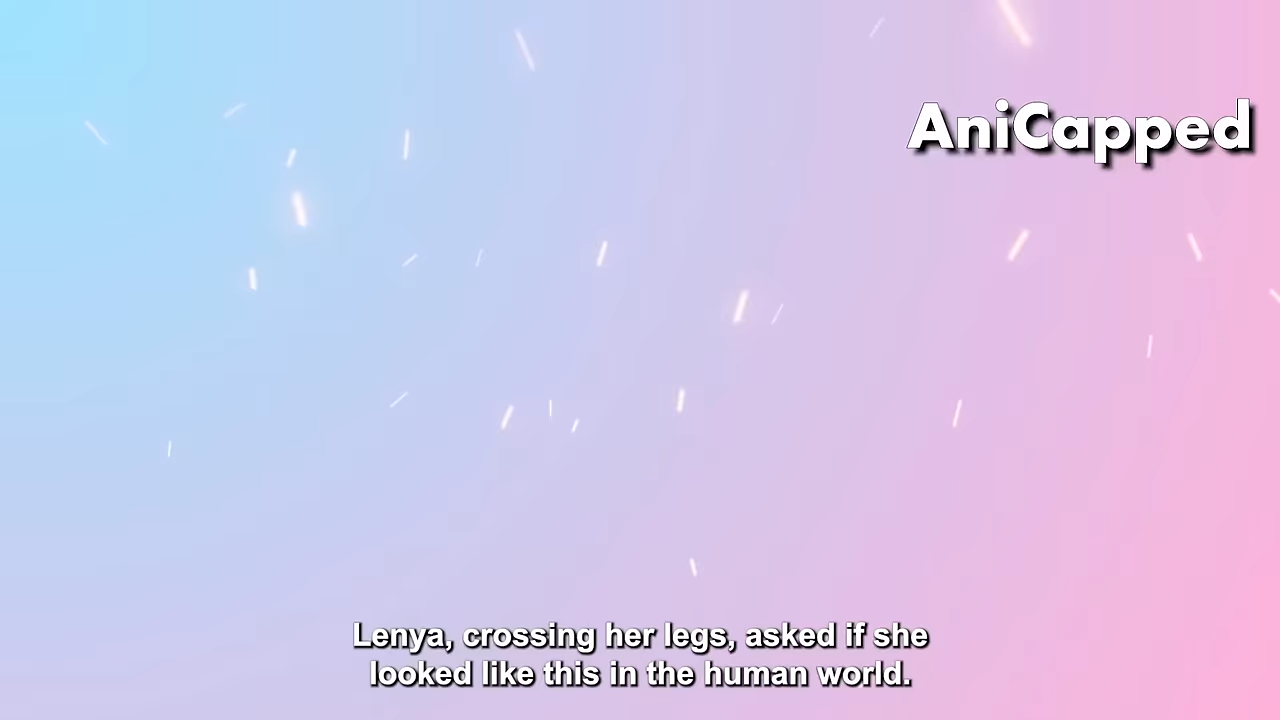 AniCapped
Lenya, crossing her legs, asked if she
looked like this in the human world.